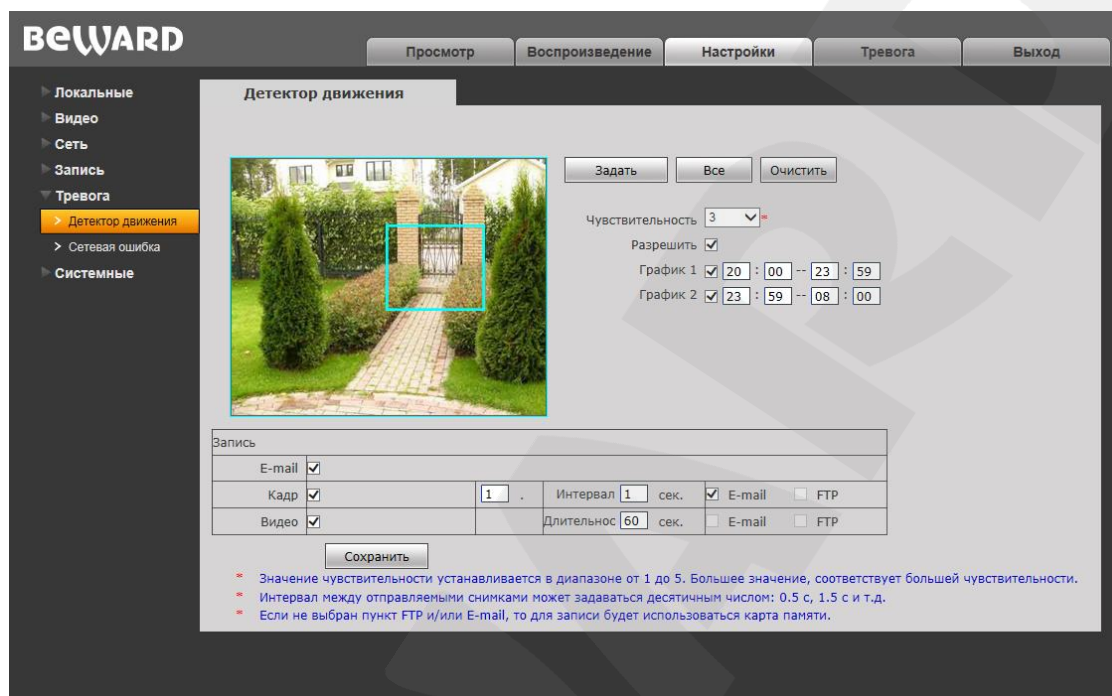 BEWARD
Просмотр Воспроизведение Настройки Тревога Выход
Локальные
Видео
Сеть
Запись
Тревога
> Детектор движения
> Сетевая ошибка
Системные
Детектор движения
Задать Все Очистить
Чувствительность 3 *
Разрешить
График 1 20 : 00 -- 23 : 59
График 2 23 : 59 -- 08 : 00
Запись
E-mail
Кадр 1 . Интервал 1 сек. E-mail FTP
Видео Длительнос 60 сек. E-mail FTP
Сохранить
* Значение чувствительности устанавливается в диапазоне от 1 до 5. Большее значение, соответствует большей чувствительности.
* Интервал между отправляемыми снимками может задаваться десятичным числом: 0.5 с, 1.5 с и т.д.
* Если не выбран пункт FTP и/или E-mail, то для записи будет использоваться карта памяти.